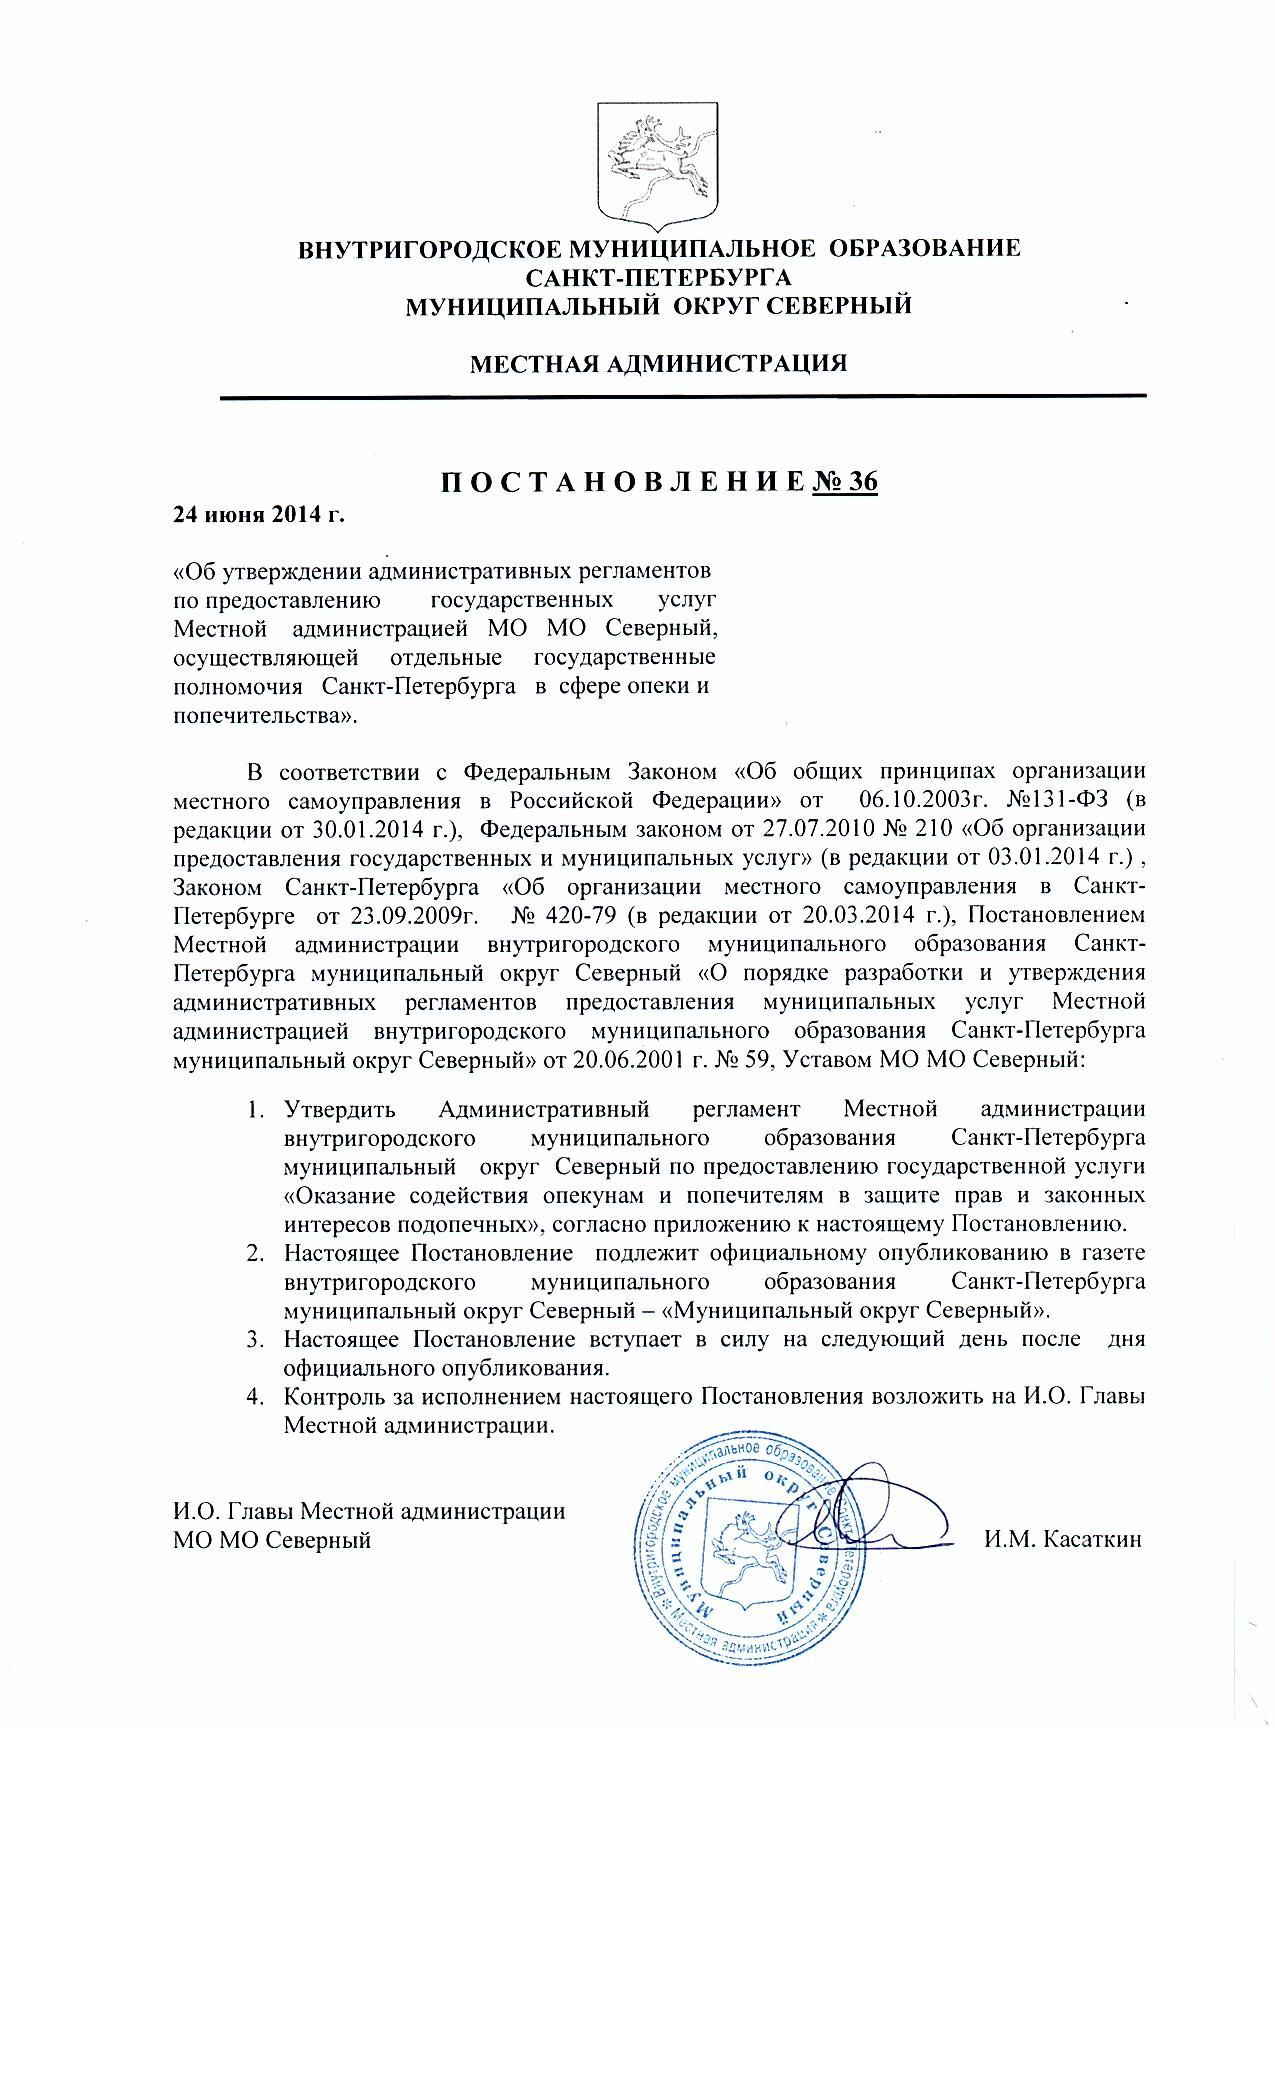 ВНУТРИГОРОДСКОЕ МУНИЦИПАЛЬНОЕ ОБРАЗОВАНИЕ
САНКТ-ПЕТЕРБУРГА
МУНИЦИПАЛЬНЫЙ ОКРУГ СЕВЕРНЫЙ
МЕСТНАЯ АДМИНИСТРАЦИЯ
П О С Т А Н О В Л Е Н И Е № 36
24 июня 2014 г.
«Об утверждении административных регламентов
по предоставлению государственных услуг
Местной администрацией МО МО Северный,
осуществляющей отдельные государственные
полномочия Санкт-Петербурга в сфере опеки и
попечительства».
В соответствии с Федеральным Законом «Об общих принципах организации
местного самоуправления в Российской Федерации» от 06.10.2003г. №131-ФЗ (в
редакции от 30.01.2014 г.), Федеральным законом от 27.07.2010 № 210 «Об организации
предоставления государственных и муниципальных услуг» (в редакции от 03.01.2014 г.) ,
Законом Санкт-Петербурга «Об организации местного самоуправления в Санкт-
Петербурге от 23.09.2009г. № 420-79 (в редакции от 20.03.2014 г.), Постановлением
Местной администрации внутригородского муниципального образования Санкт-
Петербурга муниципальный округ Северный «О порядке разработки и утверждения
административных регламентов предоставления муниципальных услуг Местной
администрацией внутригородского муниципального образования Санкт-Петербурга
муниципальный округ Северный» от 20.06.2001 г. № 59, Уставом МО МО Северный:
1. Утвердить Административный регламент Местной администрации
внутригородского муниципального образования Санкт-Петербурга
муниципальный округ Северный по предоставлению государственной услуги
«Оказание содействия опекунам и попечителям в защите прав и законных
интересов подопечных», согласно приложению к настоящему Постановлению.
2. Настоящее Постановление подлежит официальному опубликованию в газете
внутригородского муниципального образования Санкт-Петербурга
муниципальный округ Северный – «Муниципальный округ Северный».
3. Настоящее Постановление вступает в силу на следующий день после дня
официального опубликования.
4. Контроль за исполнением настоящего Постановления возложить на И.О. Главы
Местной администрации.
И.О. Главы Местной администрации
МО МО Северный И.М. Касаткин
Внутригородское муниципальное образование Санкт-Петербурга
* Местная администрация *
Муниципальный округ Северный